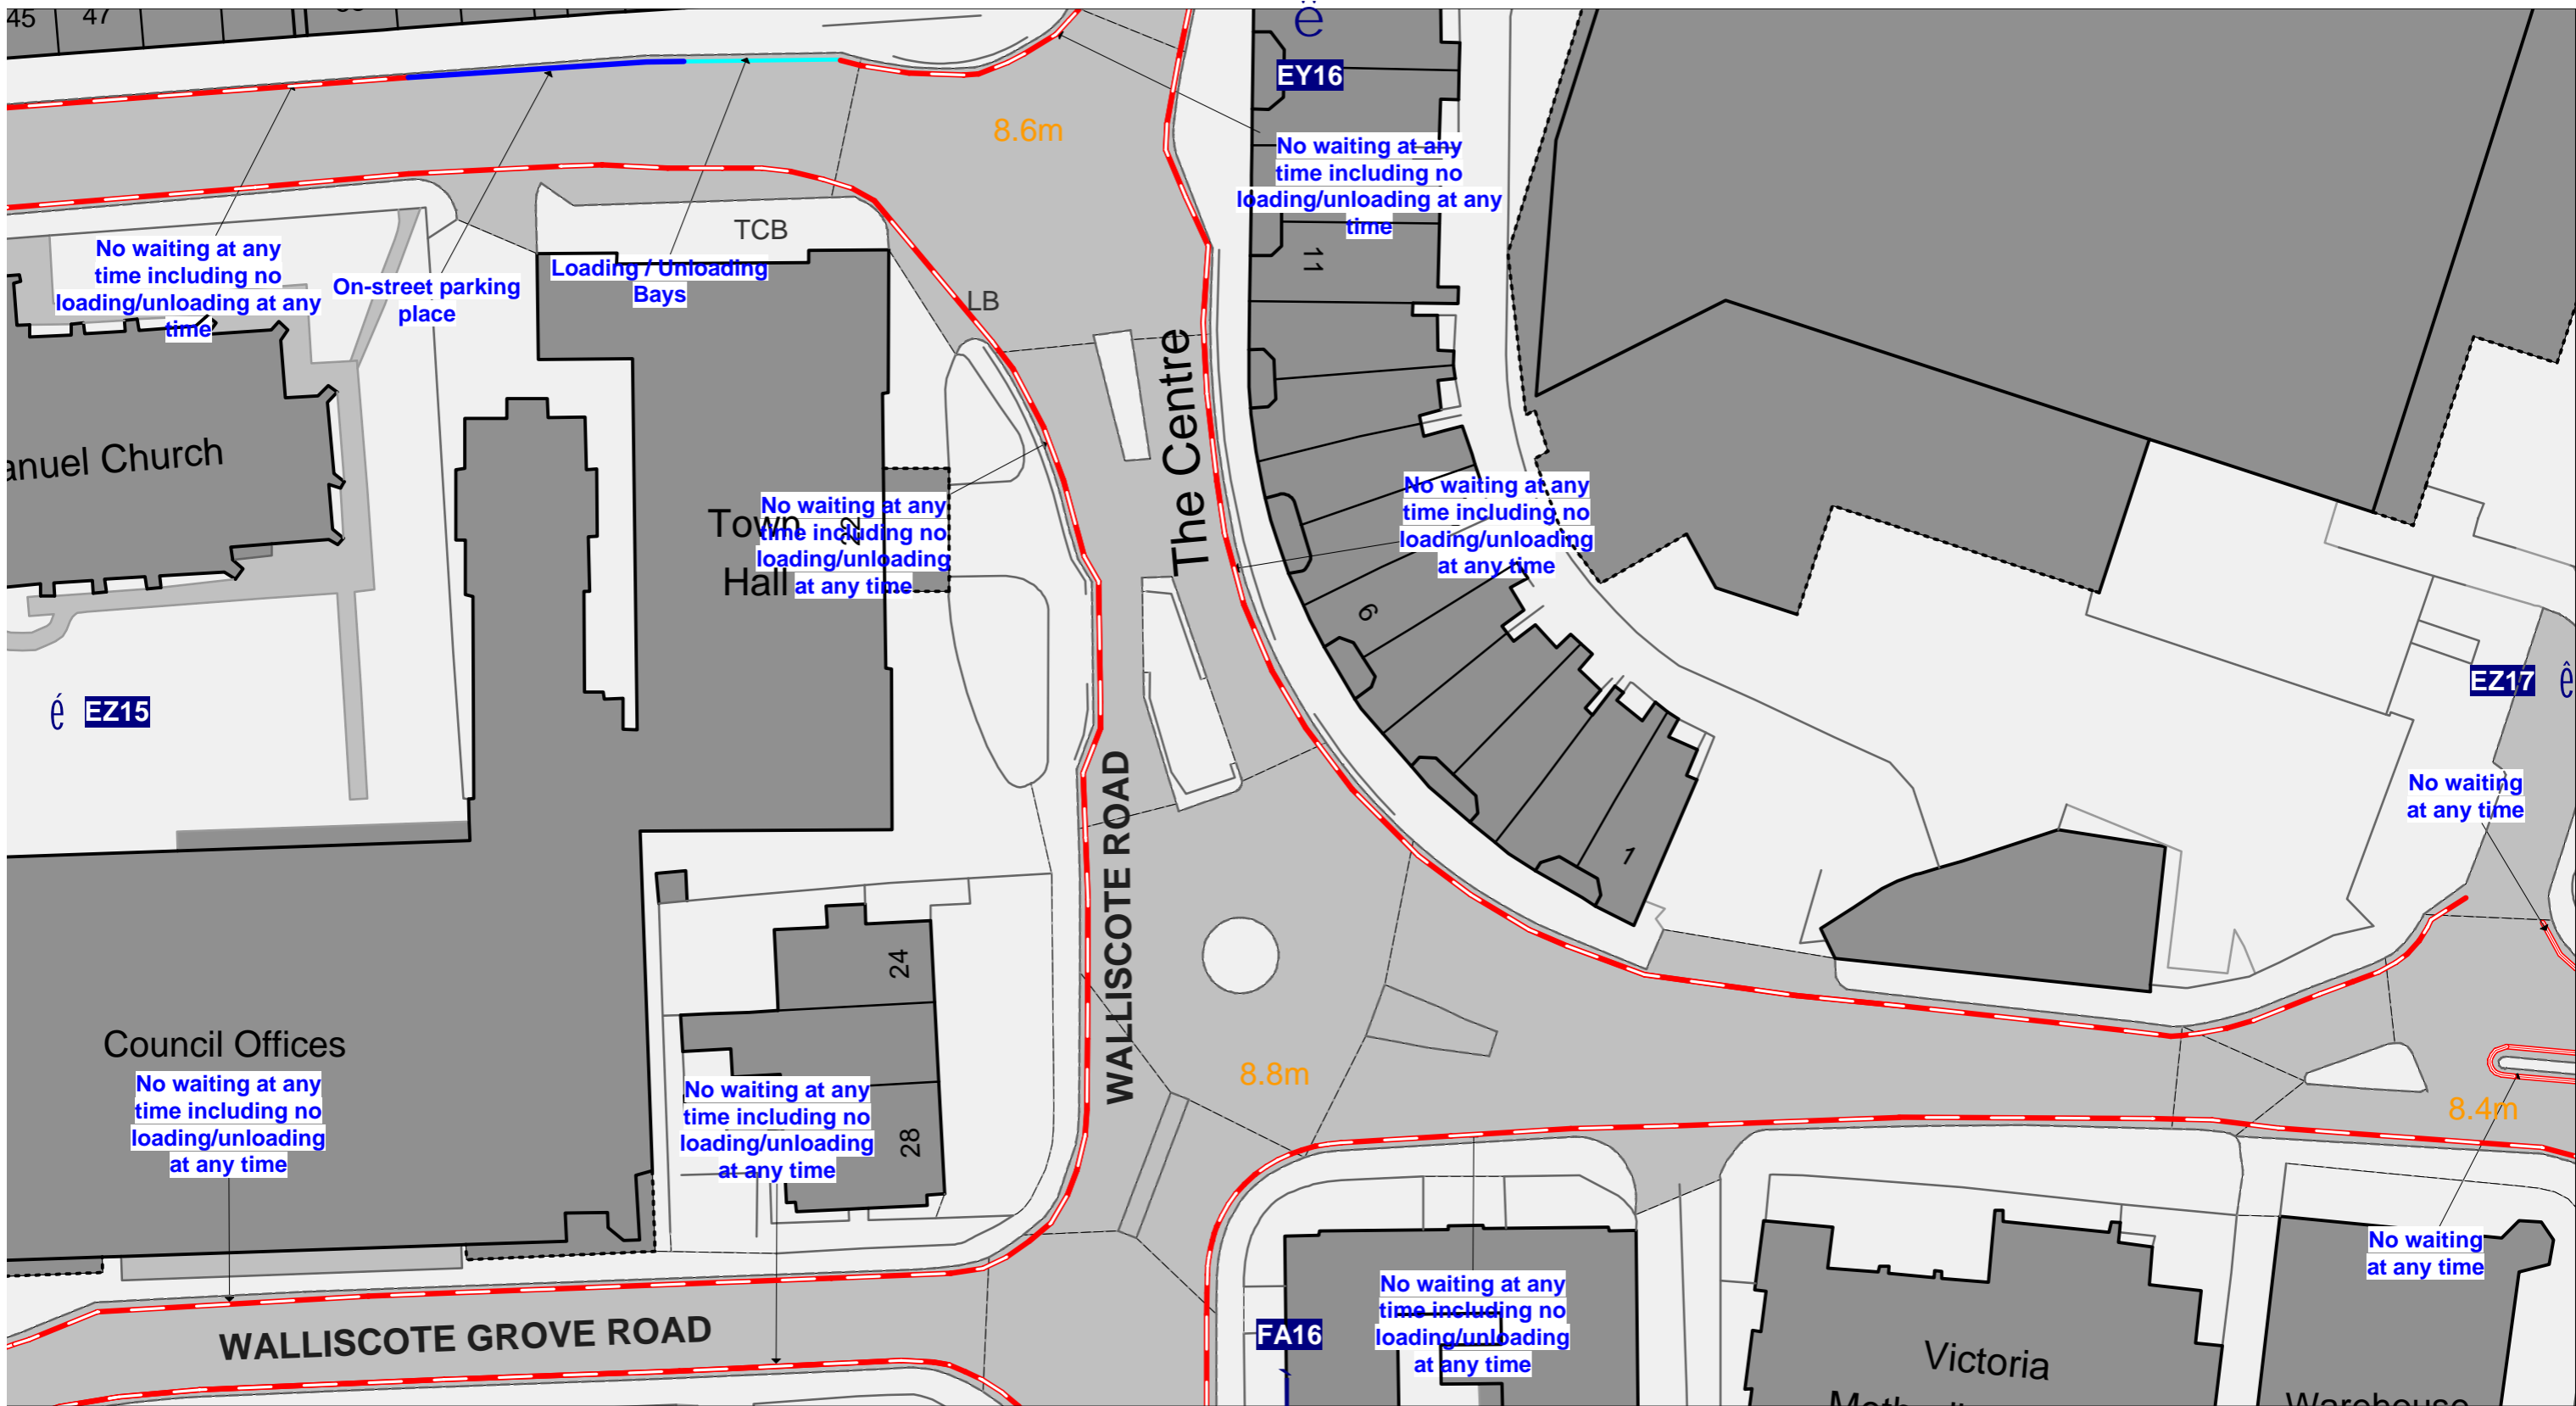 45
47
EY16
8.6m
No waiting at any
time including no
loading/unloading at any
time
TCB
No waiting at any
time including no
loading/unloading at any
time
On-street parking
place
Loading / Unloading
Bays
11
LB
The Centre
anuel Church
No waiting at any
time including no
loading/unloading
at any time
Town
Hall
22
No waiting at any
time including no
loading/unloading
at any time
6
é EZ15
EZ17 ê
No waiting
at any time
WALLISCOTE ROAD
1
24
28
8.8m
8.4m
Council Offices
No waiting at any
time including no
loading/unloading
at any time
No waiting at any
time including no
loading/unloading
at any time
No waiting
at any time
No waiting at any
time including no
loading/unloading
at any time
FA16
WALLISCOTE GROVE ROAD
Victoria
Warehouse